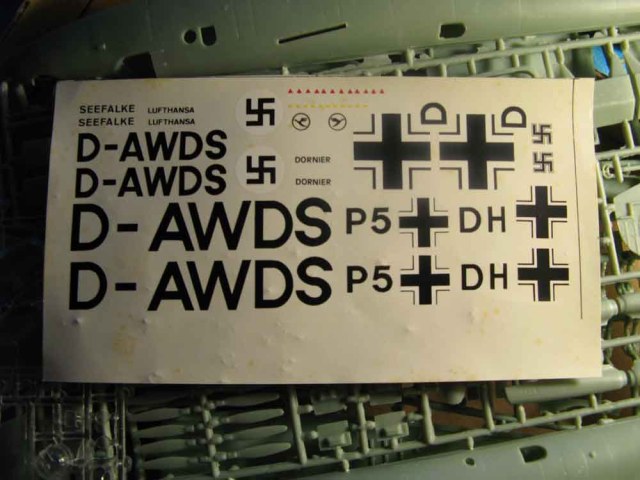 SEEFALKE LUFTHANSA
SEEFALKE LUFTHANSA
D-AWDS
D-AWDS
DORNIER
DORNIER
D
D
D-AWDS
P5 DH
D-AWDS
P5 DH